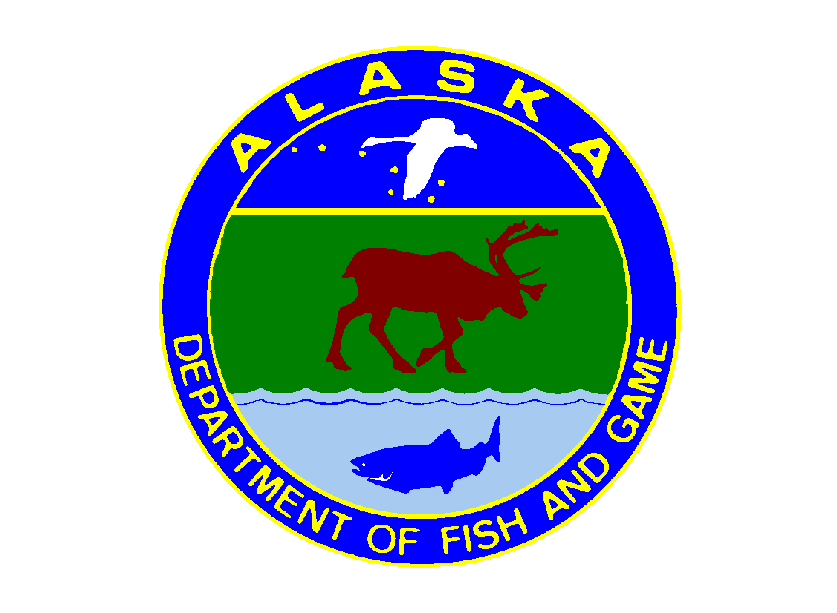 ALASKA
DEPARTMENT OF FISH AND GAME